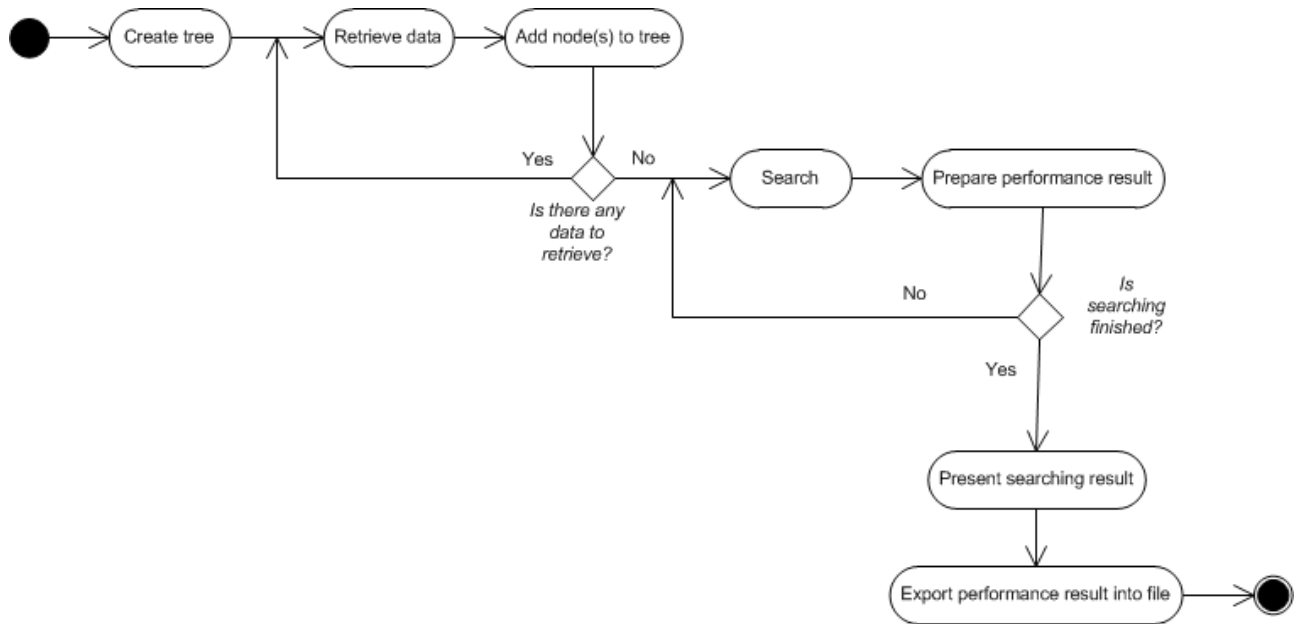 Create tree
Retrieve data
Add node(s) to tree
Yes
No
Is there any
data to
retrieve?
Search
Prepare performance result
No
Is
searching
finished?
Yes
Present searching result
Export performance result into file